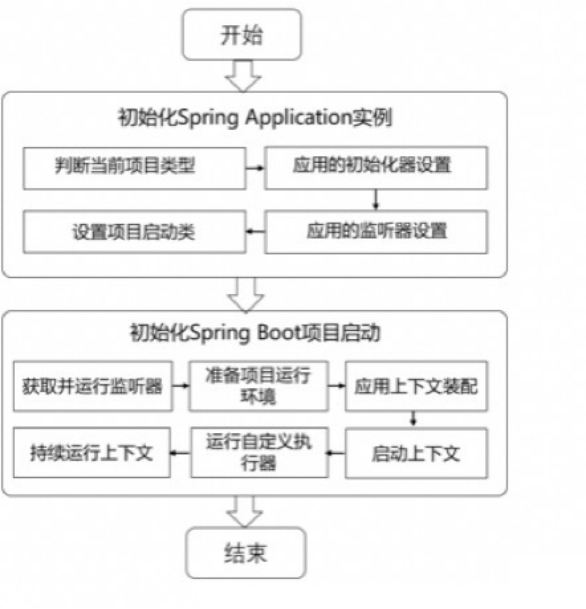 开始
初始化Spring Application实例
判断当前项目类型
应用的初始化器设置
设置项目启动类
应用的监听器设置
初始化Spring Boot项目启动
获取并运行监听器
准备项目运行
环境
应用上下文装配
持续运行上下文
运行自定义执
行器
启动上下文
结束